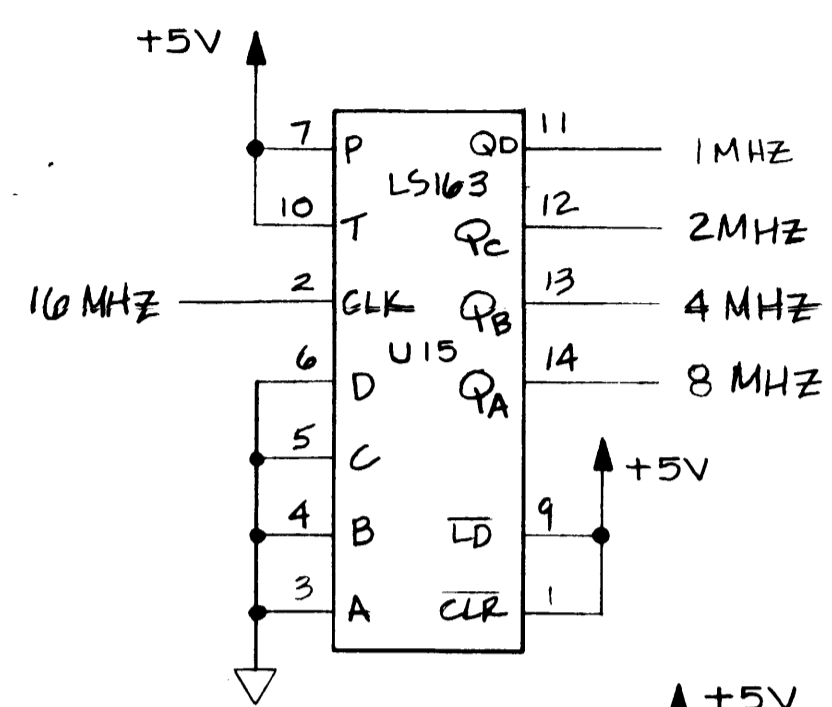 +5V
7 P QD 11 1MHZ
LS163
10 T QC 12 2MHZ
16 MHZ 2 CLK QB 13 4 MHZ
U15
6 D QA 14 8 MHZ
5 C +5V
4 B LD 9
3 A CLR 1
+5V